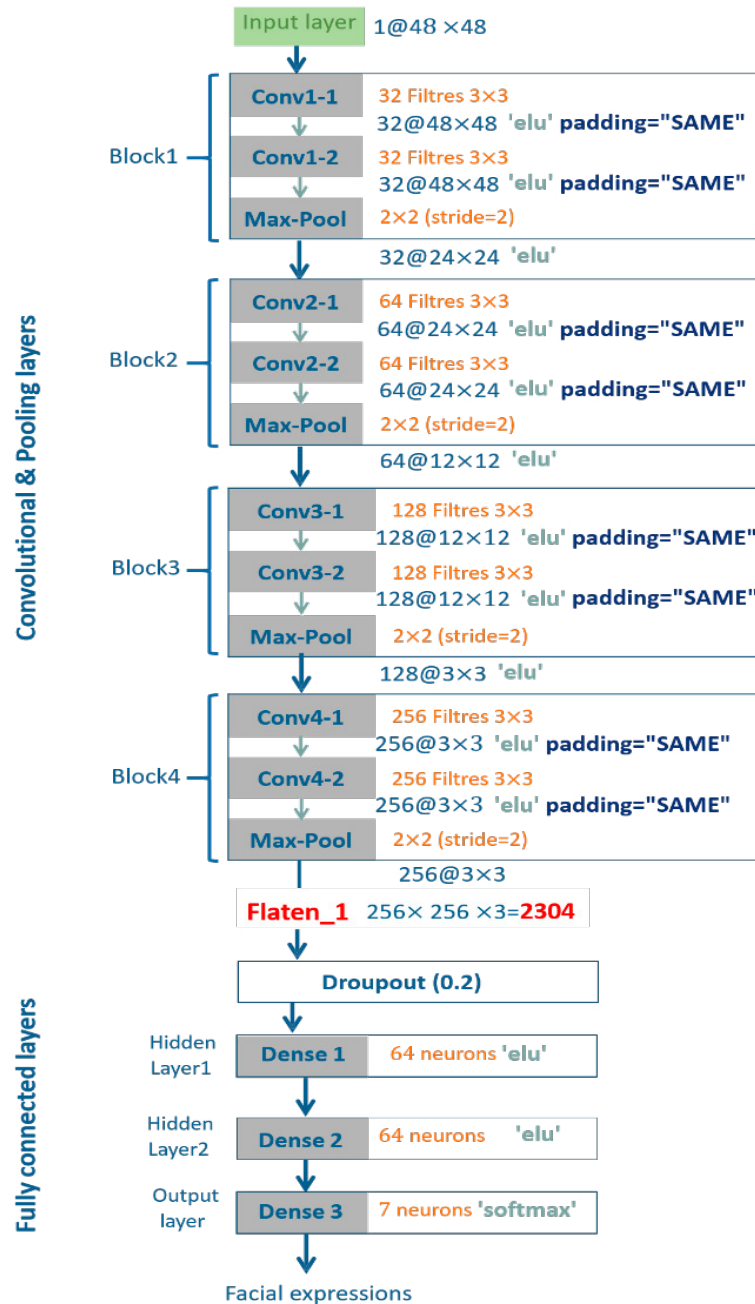 Input layer 1@48 ×48
Convolutional & Pooling layers
Block1
Conv1-1 32 Filtres 3×3
32@48×48 'elu' padding="SAME"
Conv1-2 32 Filtres 3×3
32@48×48 'elu' padding="SAME"
Max-Pool 2×2 (stride=2)
32@24×24 'elu'
Block2
Conv2-1 64 Filtres 3×3
64@24×24 'elu' padding="SAME"
Conv2-2 64 Filtres 3×3
64@24×24 'elu' padding="SAME"
Max-Pool 2×2 (stride=2)
64@12×12 'elu'
Block3
Conv3-1 128 Filtres 3×3
128@12×12 'elu' padding="SAME"
Conv3-2 128 Filtres 3×3
128@12×12 'elu' padding="SAME"
Max-Pool 2×2 (stride=2)
128@3×3 'elu'
Block4
Conv4-1 256 Filtres 3×3
256@3×3 'elu' padding="SAME"
Conv4-2 256 Filtres 3×3
256@3×3 'elu' padding="SAME"
Max-Pool 2×2 (stride=2)
256@3×3
Flaten_1 256× 256 ×3=2304
Fully connected layers
Droupout (0.2)
Hidden
Layer1
Dense 1 64 neurons 'elu'
Hidden
Layer2
Dense 2 64 neurons 'elu'
Output
layer
Dense 3 7 neurons 'softmax'
Facial expressions